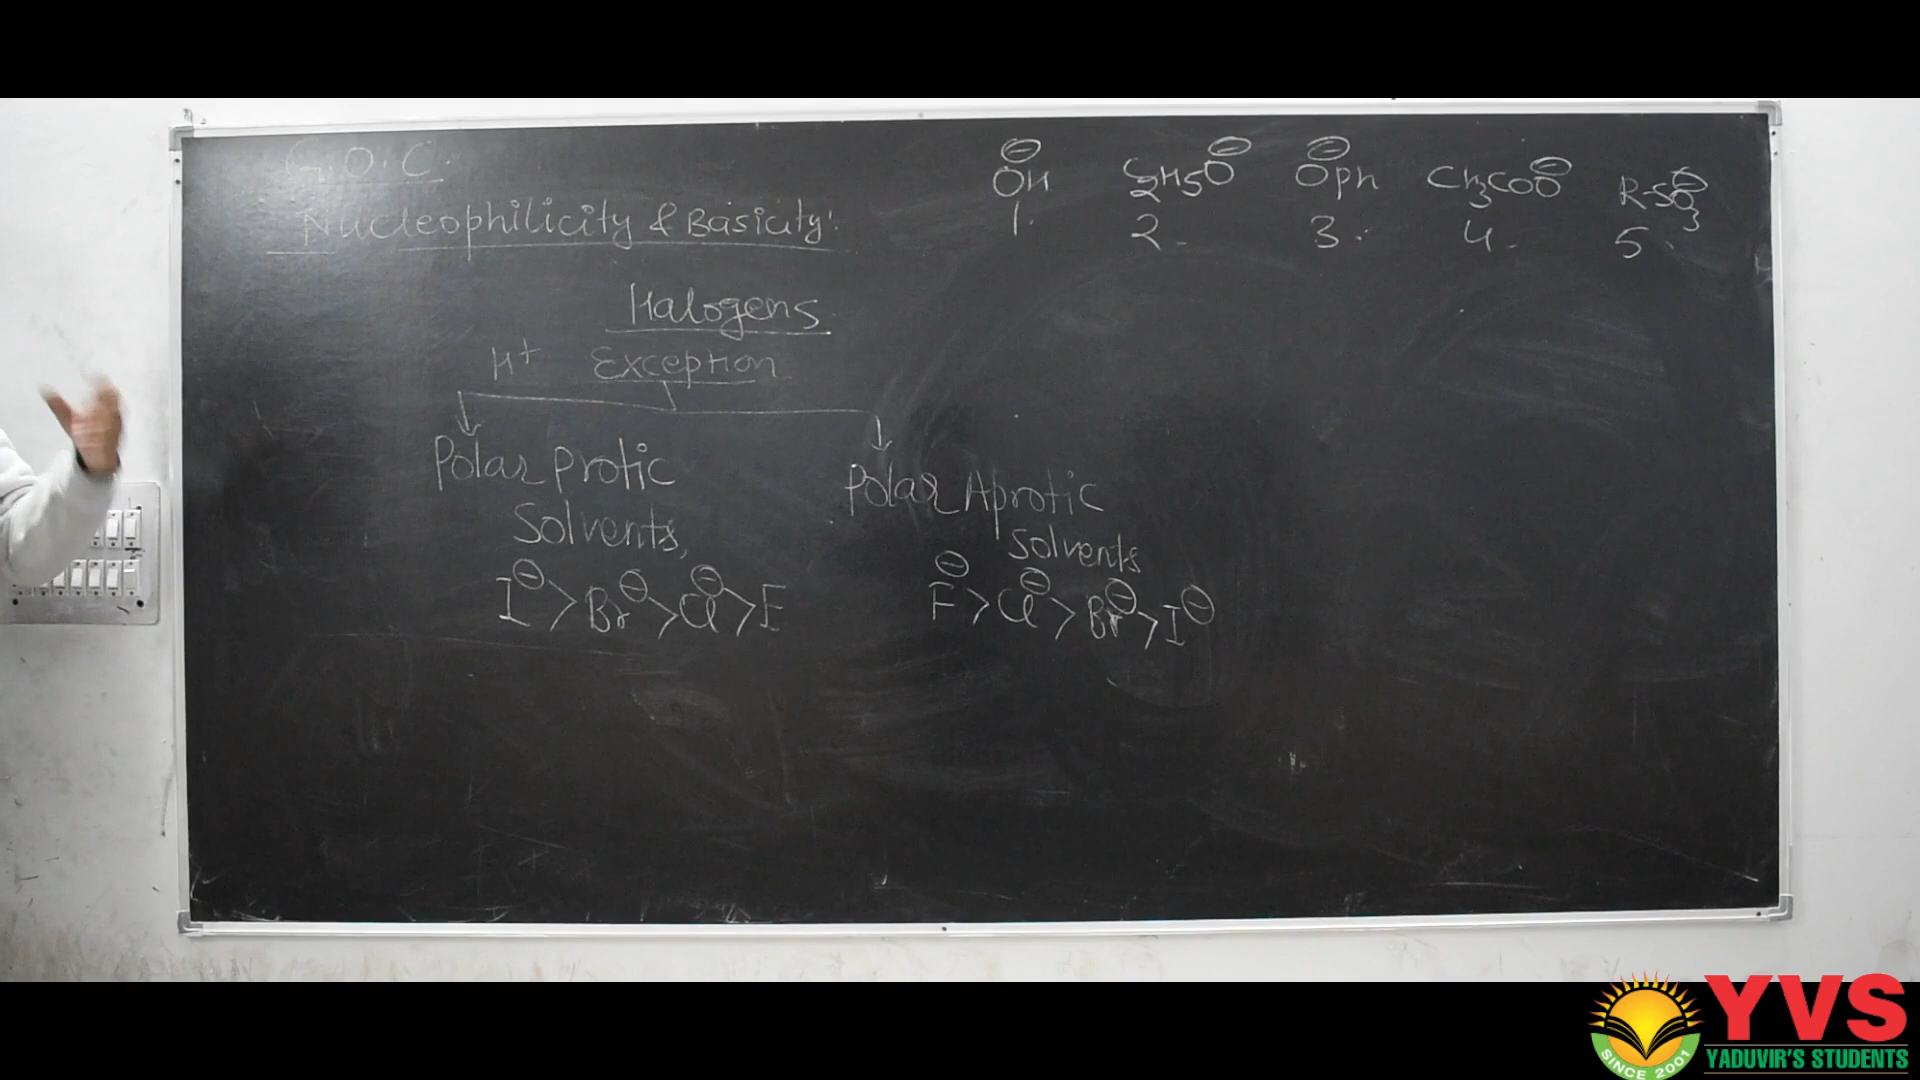 G.O.C.
Nucleophilicity & Basicity:
Halogens
H+ Exception
Polar Protic
Solvents,
I⊖ > Br⊖ > Cl⊖ > F
Polar Aprotic
Solvents
F⊖ > Cl⊖ > Br⊖ > I⊖
OH⊖ C2H5O⊖ OPh⊖ CH3COO⊖ R-SO3⊖
1. 2. 3. 4. 5.
YVS
YADUVIR'S STUDENTS
SINCE 2001